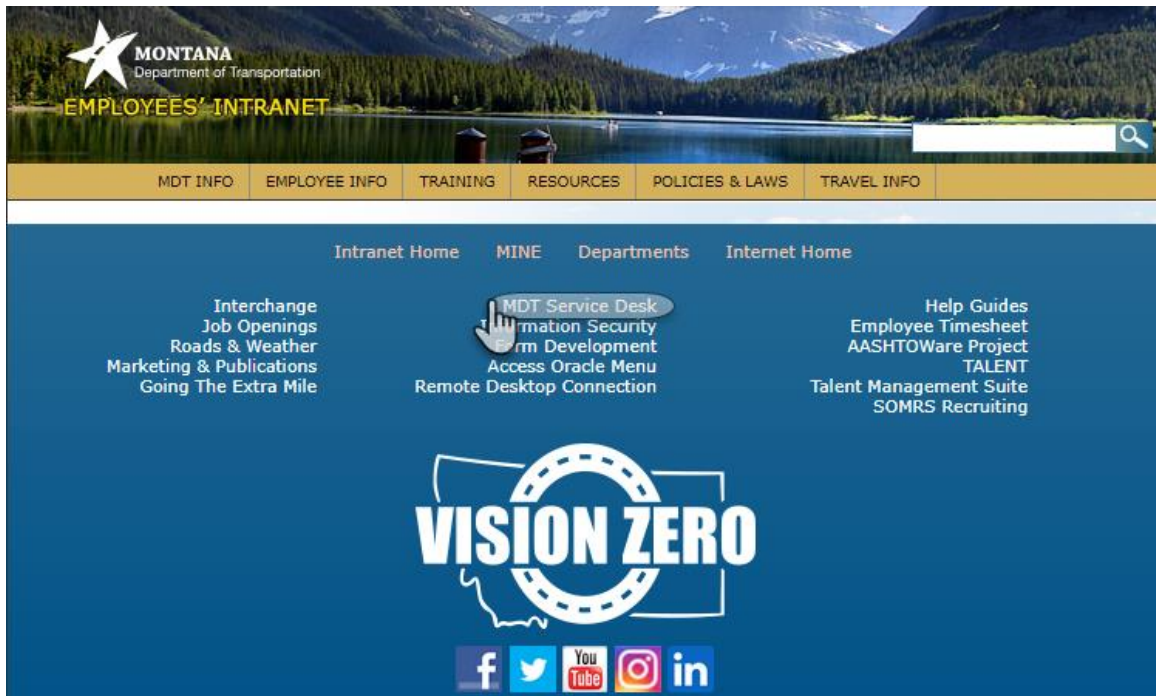 MONTANA
Department of Transportation
EMPLOYEES' INTRANET
MDT INFO EMPLOYEE INFO TRAINING RESOURCES POLICIES & LAWS TRAVEL INFO
Intranet Home MINE Departments Internet Home
Interchange
Job Openings
Roads & Weather
Marketing & Publications
Going The Extra Mile
MDT Service Desk
Information Security
Form Development
Access Oracle Menu
Remote Desktop Connection
Help Guides
Employee Timesheet
AASHTOWare Project
TALENT
Talent Management Suite
SOMRS Recruiting
VISION ZERO
f You Tube in